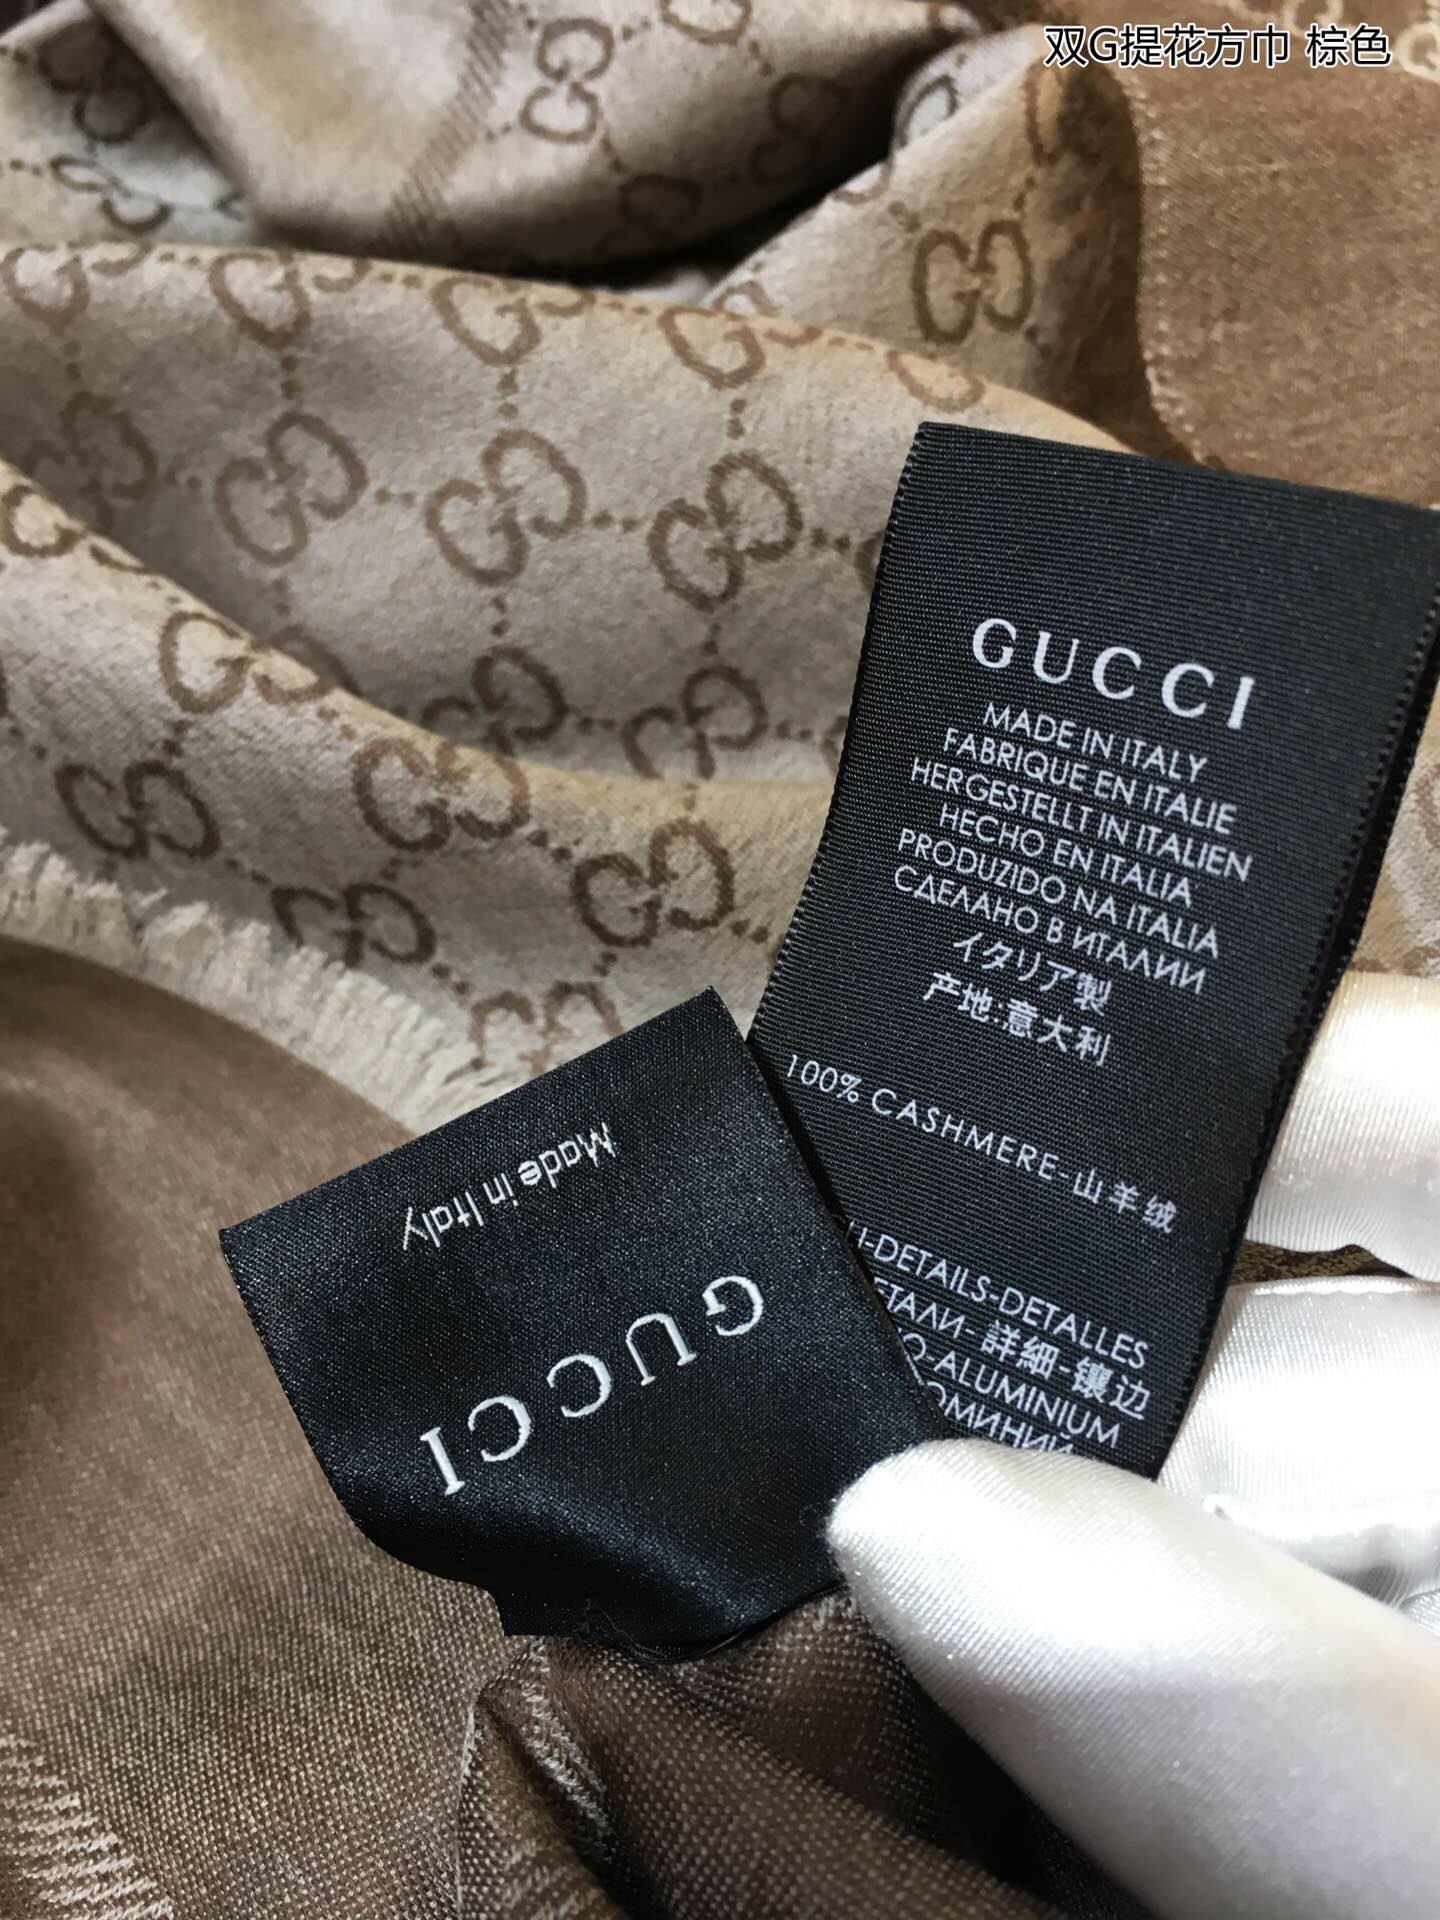 双G提花方巾 棕色
GUCCI
MADE IN ITALY
FABRIQUE EN ITALIE
HERGESTELLT IN ITALIEN
HECHO EN ITALIA
PRODUZIDO NA ITALIA
СДЕЛАНО В ИТАЛИИ
イタリア製
产地:意大利
100% CASHMERE-山羊绒
-DETAILS-DETALLES
ЕТАЛИ-詳細-镶边
O-ALUMINIUM
ОМИНИЙ
GUCCI
Made in Italy